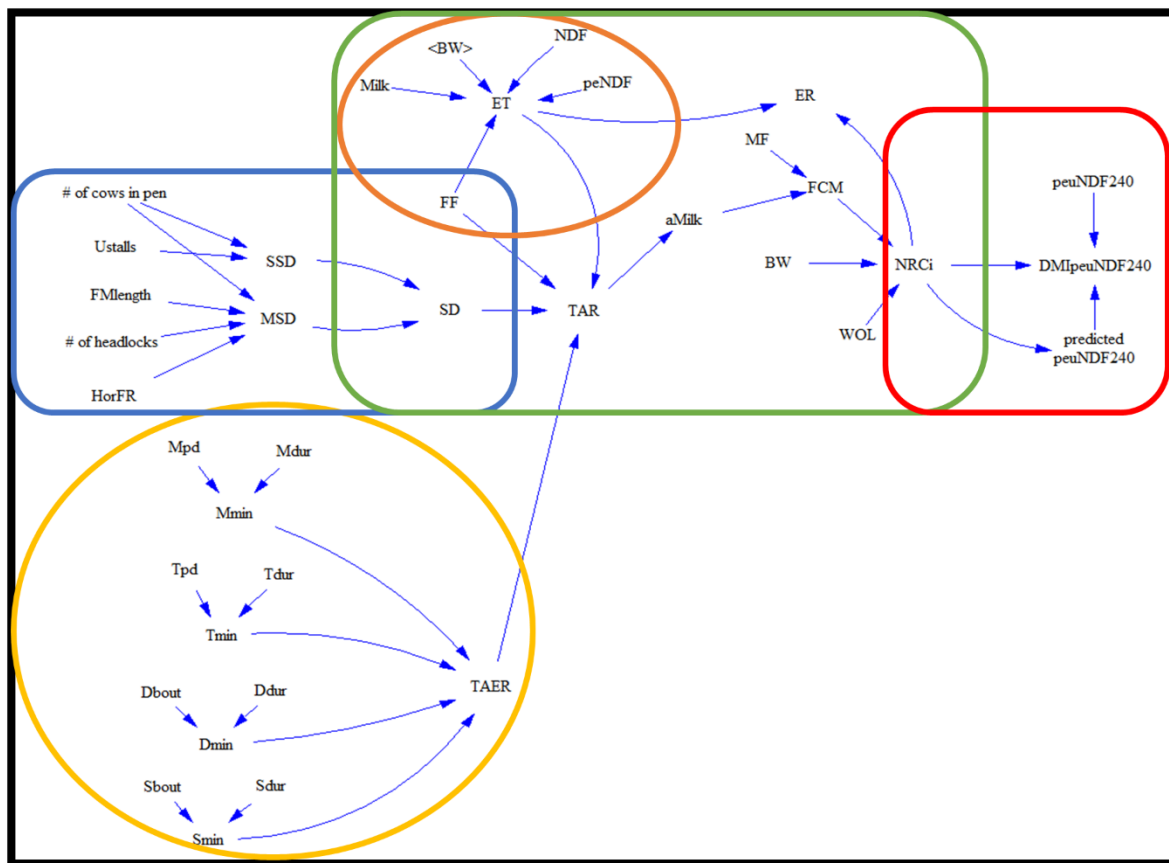 NDF
<BW>
Milk
peNDF
ET
ER
MF
# of cows in pen
FF
FCM
peuNDF240
aMilk
Ustalls
SSD
BW
NRCi
DMIpeuNDF240
FMlength
MSD
SD
TAR
# of headlocks
WOL
predicted
peuNDF240
HorFR
Mpd
Mdur
Mmin
Tpd
Tdur
Tmin
TAER
Dbout
Ddur
Dmin
Sbout
Sdur
Smin